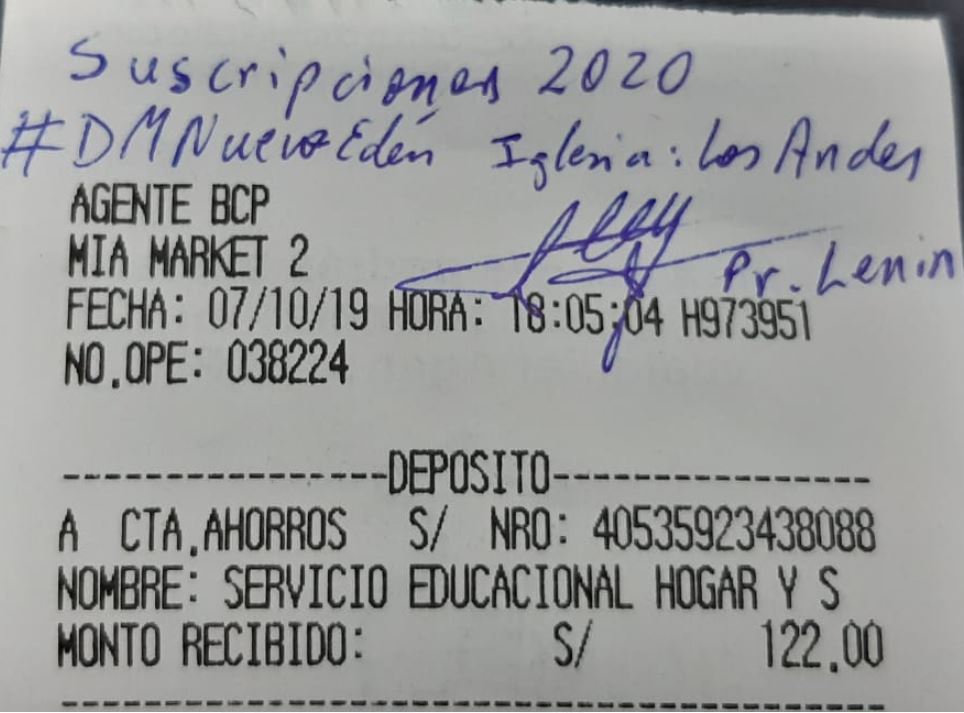 Suscripciones 2020
#DMNuevoEdén Iglesia: Los Andes
AGENTE BCP
MIA MARKET 2
Pr. Lenin
FECHA: 07/10/19 HORA: 18:05:04 H973951
NO.OPE: 038224
----------------DEPOSITO----------------
A CTA.AHORROS S/ NRO: 40535923438088
NOMBRE: SERVICIO EDUCACIONAL HOGAR Y S
MONTO RECIBIDO: S/ 122.00